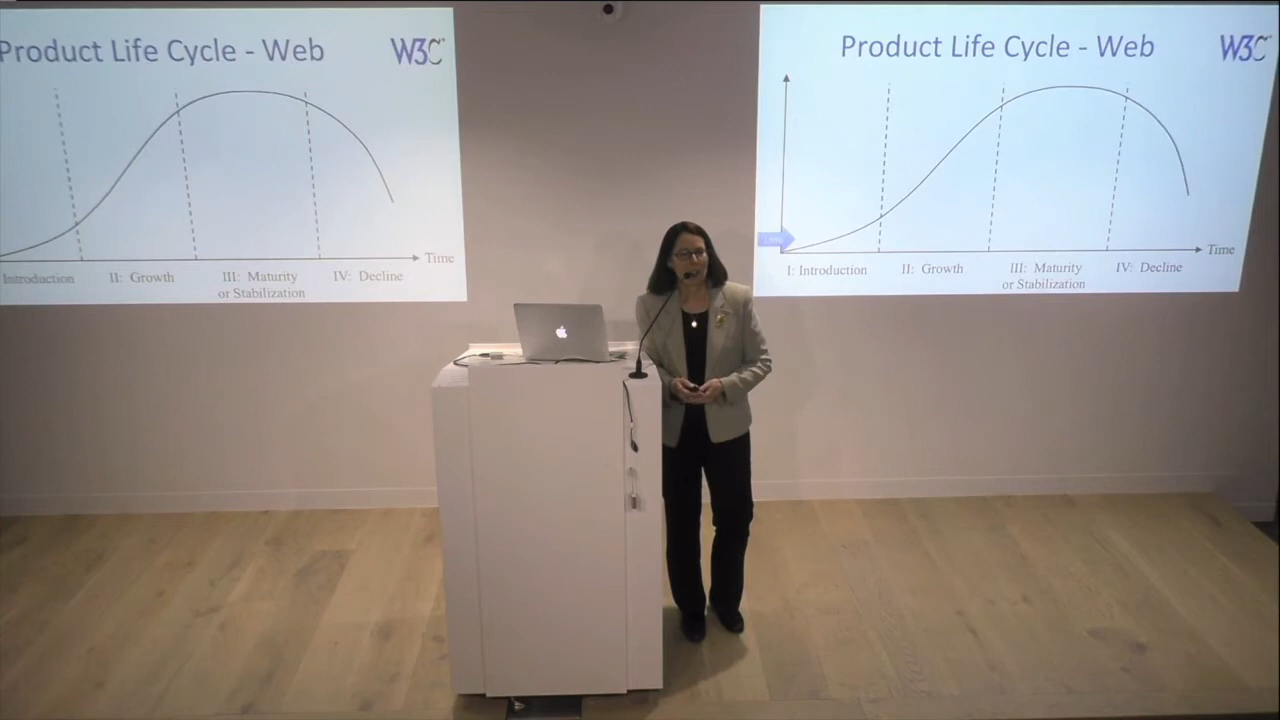 Product Life Cycle - Web
W3C
Time
Introduction
II: Growth
III: Maturity
or Stabilization
IV: Decline
Product Life Cycle - Web
W3C
Time
I: Introduction
II: Growth
III: Maturity
or Stabilization
IV: Decline